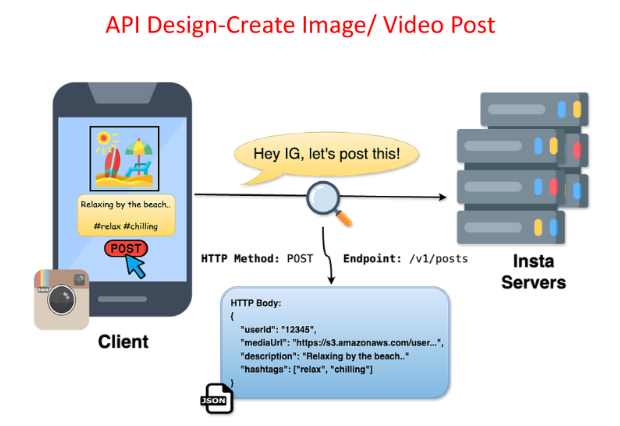 API Design-Create Image/ Video Post
Hey IG, let's post this!
Relaxing by the beach..
#relax #chilling
POST
HTTP Method: POST Endpoint: /v1/posts
Insta
Servers
Client
HTTP Body:
{
"userId": "12345",
"mediaUrl": "https://s3.amazonaws.com/user...",
"description": "Relaxing by the beach.."
"hashtags": ["relax", "chilling"]
}
JSON